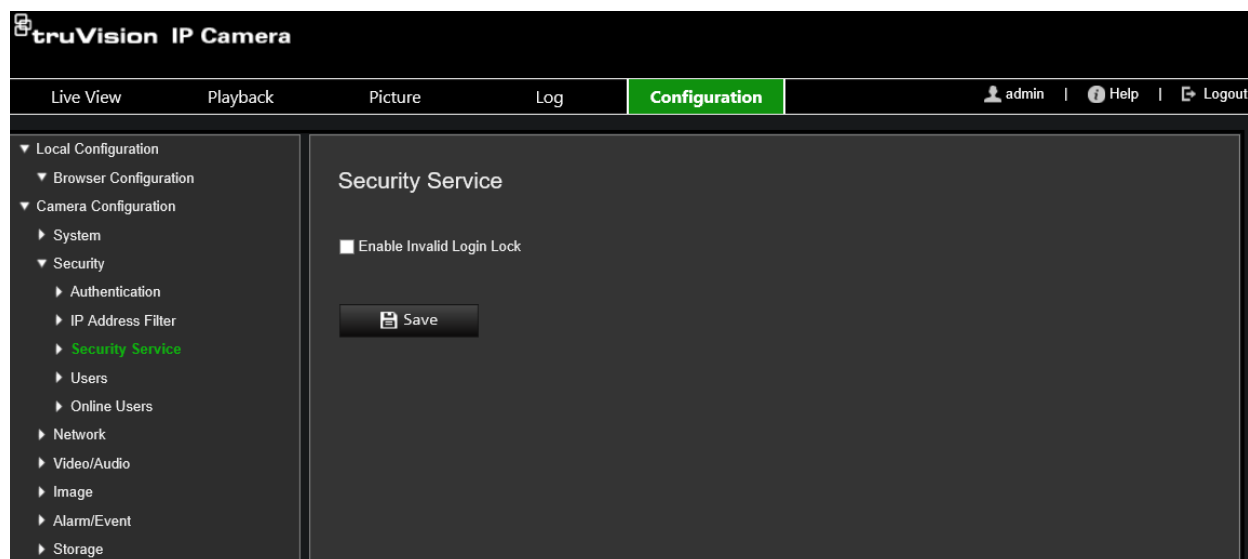 truVision IP Camera
Live View Playback Picture Log Configuration admin | Help | Logout
Local Configuration
Browser Configuration
Camera Configuration
System
Security
Authentication
IP Address Filter
Security Service
Users
Online Users
Network
Video/Audio
Image
Alarm/Event
Storage
Security Service
Enable Invalid Login Lock
Save